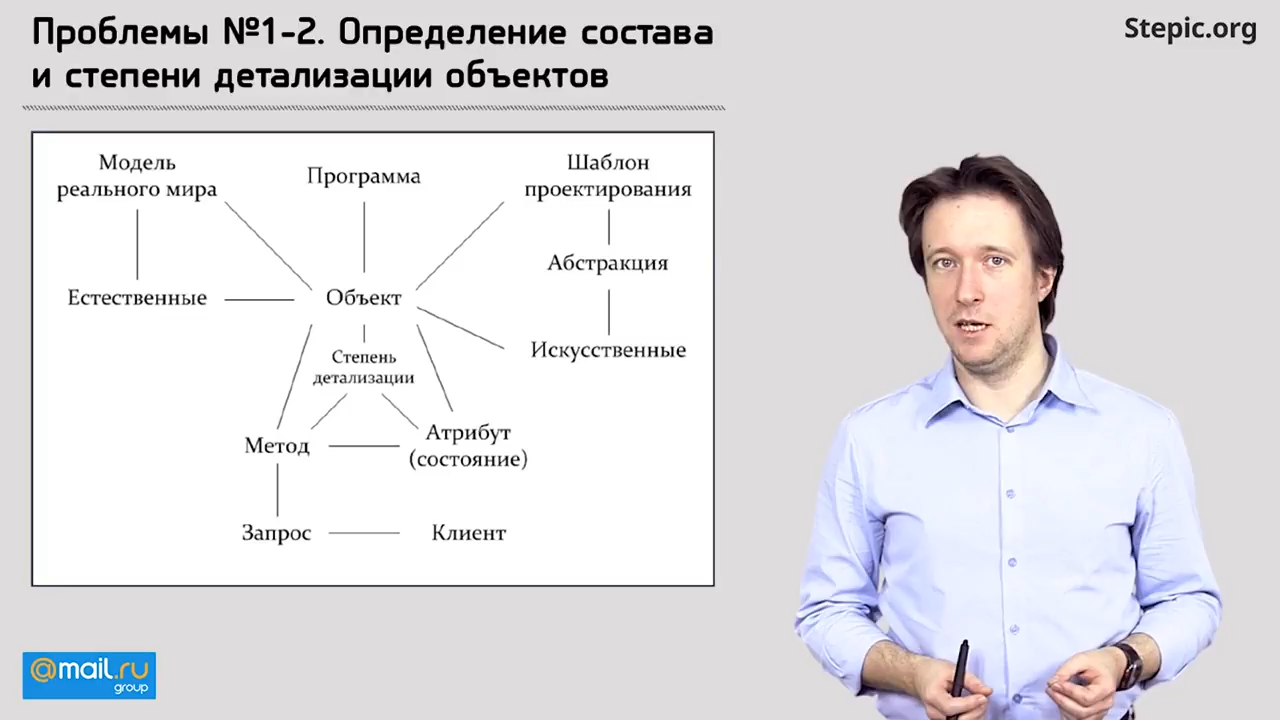 Проблемы №1-2. Определение состава
и степени детализации объектов
Stepic.org
Модель
реального мира
Программа
Шаблон
проектирования
Абстракция
Естественные
Объект
Искусственные
Степень
детализации
Метод
Атрибут
(состояние)
Запрос
Клиент
@mail.ru
group